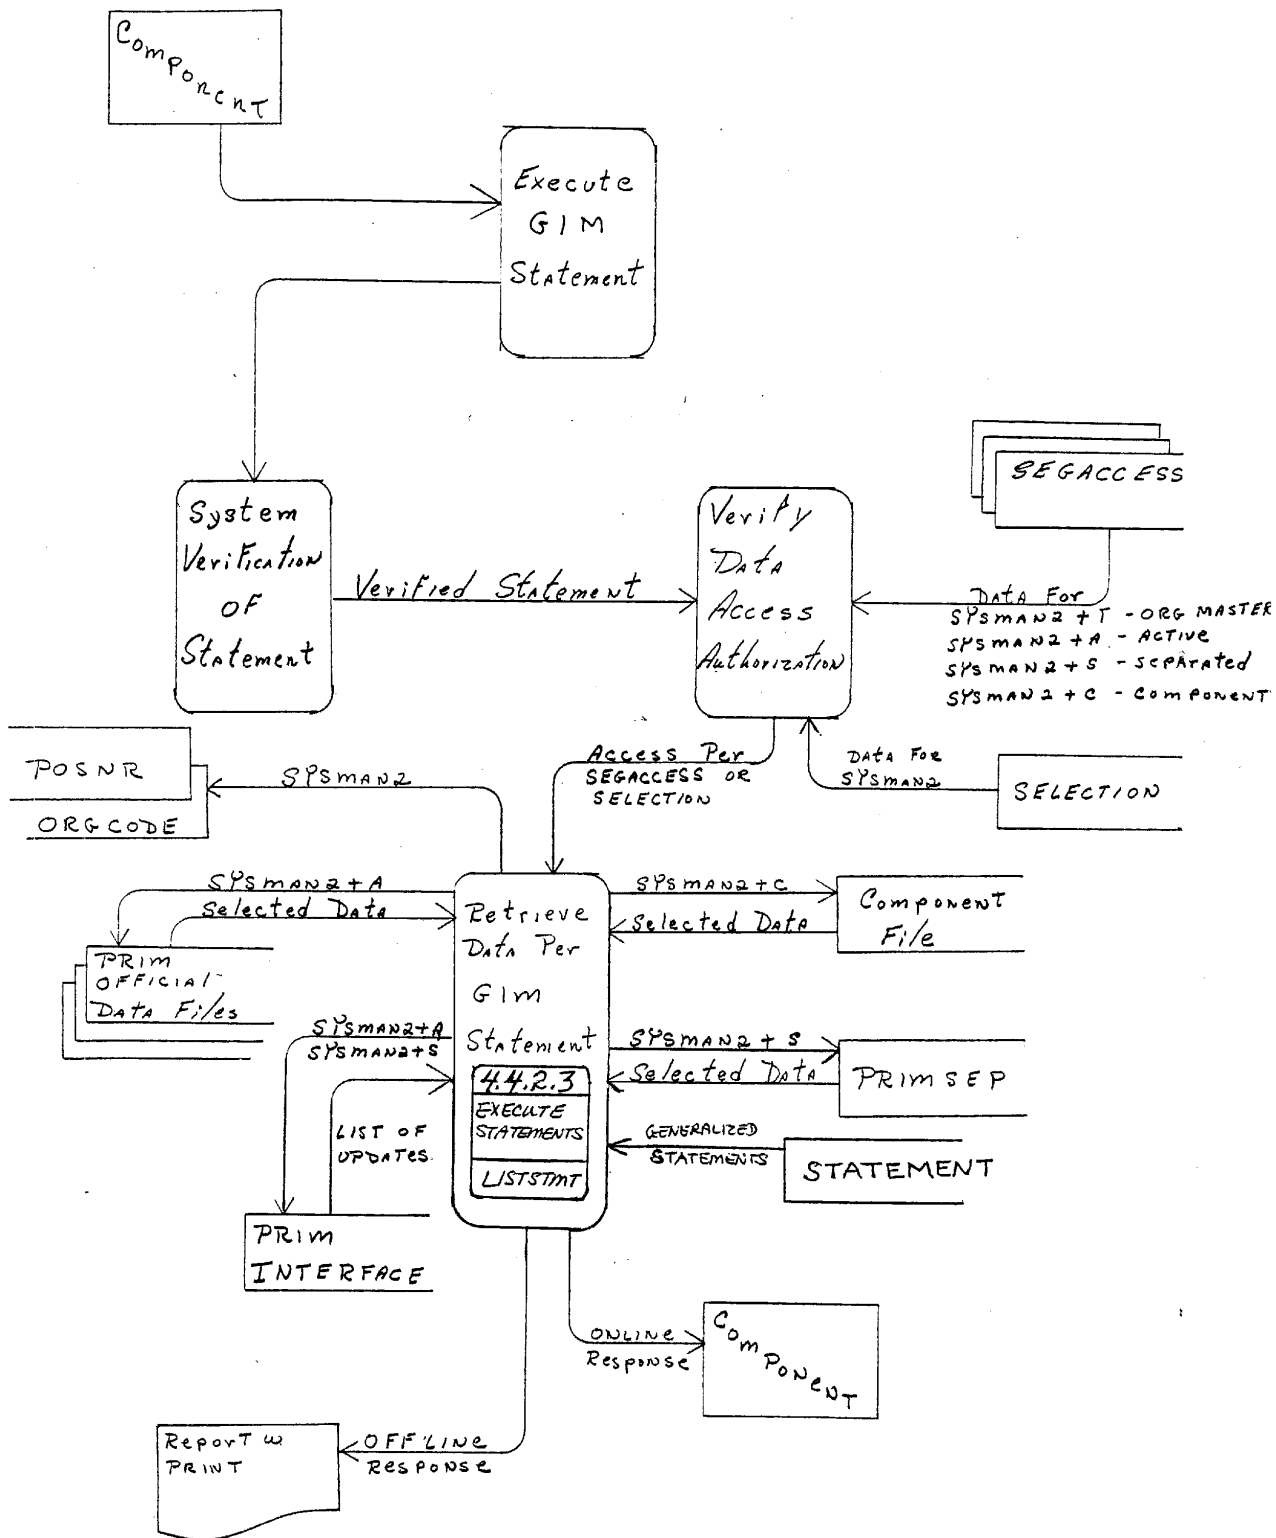 Component
Execute
GIM
Statement
SEGACCESS
System
Verification
OF
Statement
Verified Statement
Verify
Data
Access
Authorization
Data For
SYSMAN2 + T - ORG MASTER
SYSMAN2 + A - ACTIVE
SYSMAN2 + S - SEPARATED
SYSMAN2 + C - COMPONENT
POSNR
ORGCODE
SYSMAN2
Access Per
SEGACCESS OR
SELECTION
DATA FOR
SYSMAN2
SELECTION
SYSMAN2+A
Selected Data
PRIM
OFFICIAL
Data Files
Retrieve
Data Per
GIM
Statement
4.4.2.3
EXECUTE
STATEMENTS
LISTSTMT
SYSMAN2+C
Selected Data
Component
File
SYSMAN2+A
SYSMAN2+S
LIST OF
UPDATES.
PRIM
INTERFACE
SYSMAN2 + S
Selected Data
PRIMSEP
GENERALIZED
STATEMENTS
STATEMENT
ONLINE
Response
Component
OFF'LINE
Response
Report w
PRINT